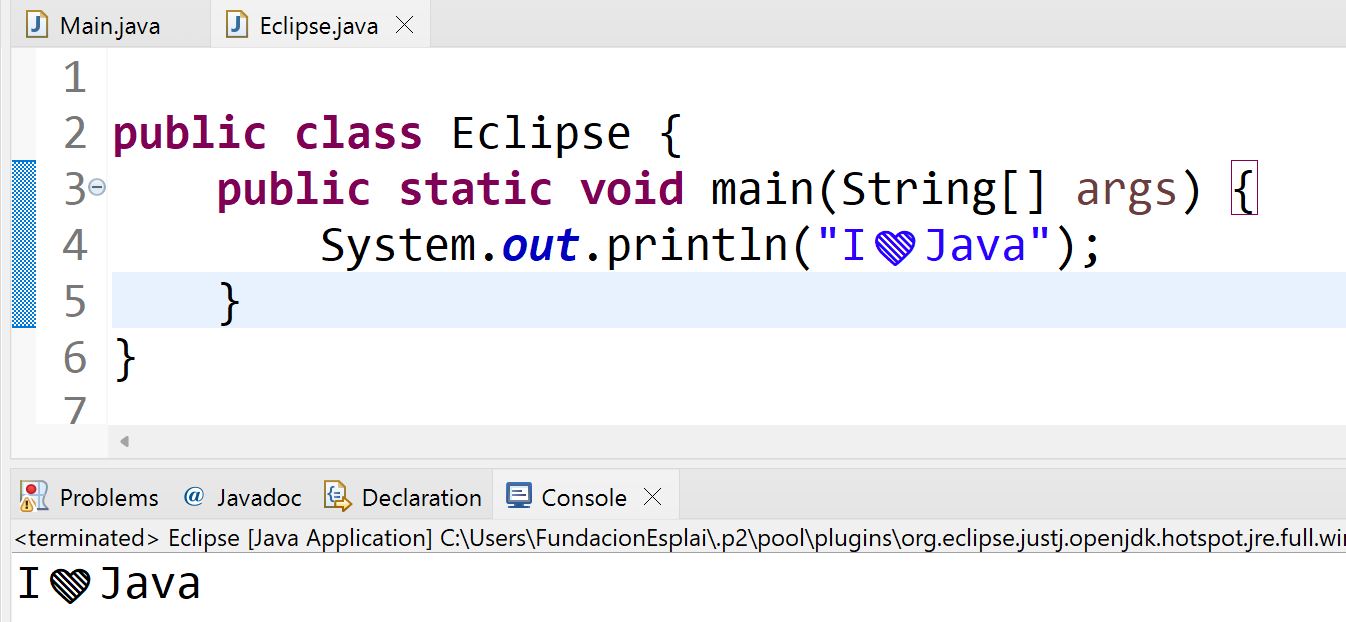 Main.java Eclipse.java
1
2 public class Eclipse {
3 public static void main(String[] args) {
4 System.out.println("I💜Java");
5 }
6 }
7
Problems @ Javadoc Declaration Console
<terminated> Eclipse [Java Application] C:\Users\FundacionEsplai\.p2\pool\plugins\org.eclipse.justj.openjdk.hotspot.jre.full.wi
I💜Java